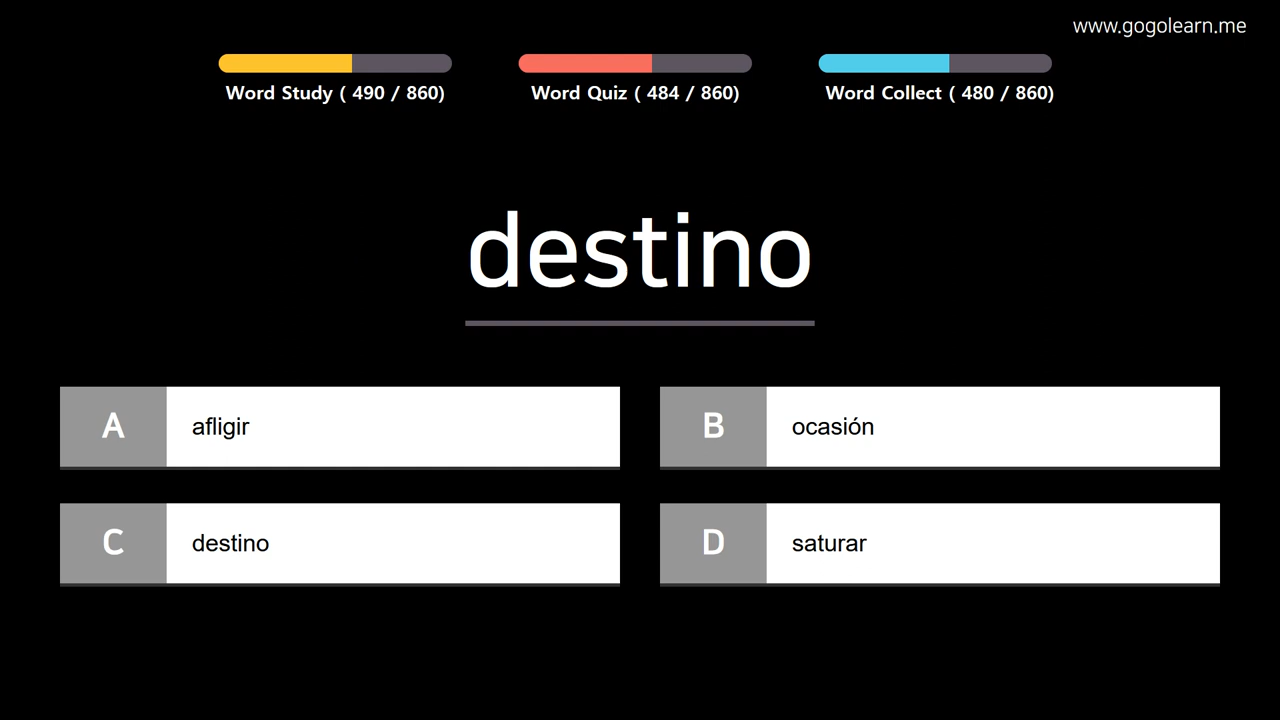 www.gogolearn.me
Word Study ( 490 / 860)
Word Quiz ( 484 / 860)
Word Collect ( 480 / 860)
destino
A afligir
B ocasión
C destino
D saturar